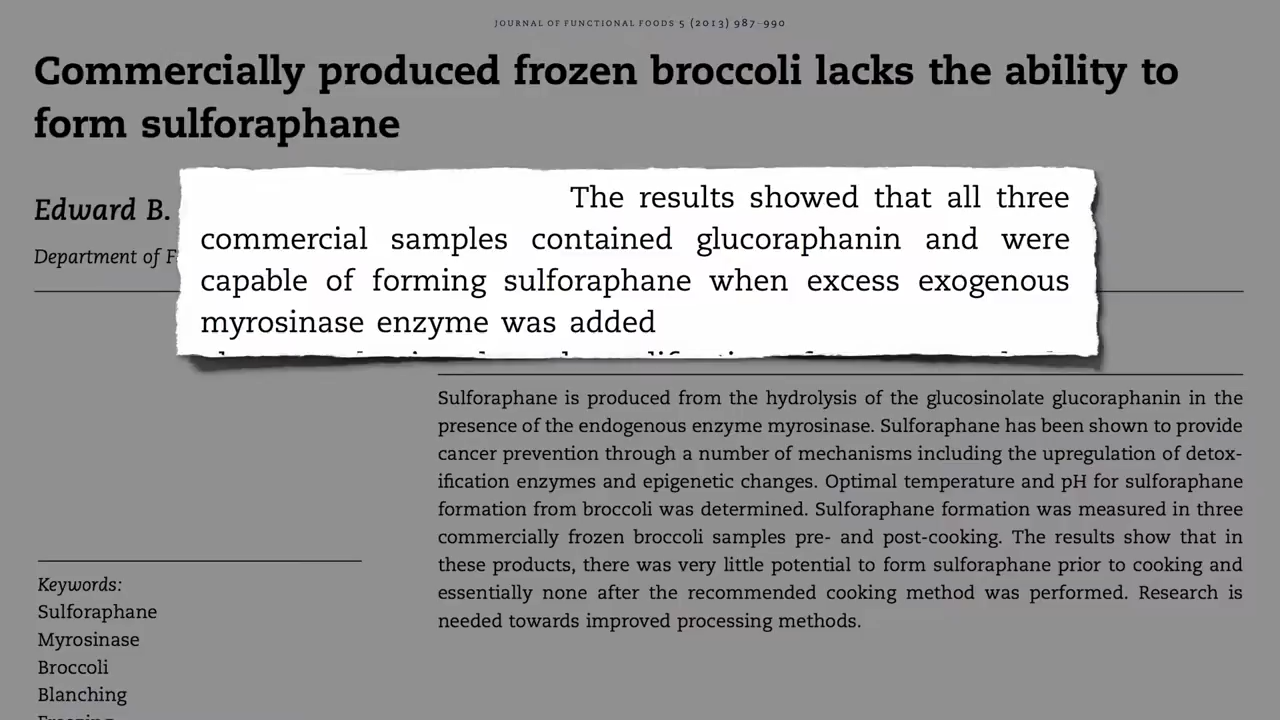 JOURNAL OF FUNCTIONAL FOODS 5 (2013) 987–990
Commercially produced frozen broccoli lacks the ability to
form sulforaphane
Edward B.
Department of
The results showed that all three
commercial samples contained glucoraphanin and were
capable of forming sulforaphane when excess exogenous
myrosinase enzyme was added
Sulforaphane is produced from the hydrolysis of the glucosinolate glucoraphanin in the
presence of the endogenous enzyme myrosinase. Sulforaphane has been shown to provide
cancer prevention through a number of mechanisms including the upregulation of detox-
ification enzymes and epigenetic changes. Optimal temperature and pH for sulforaphane
formation from broccoli was determined. Sulforaphane formation was measured in three
commercially frozen broccoli samples pre- and post-cooking. The results show that in
these products, there was very little potential to form sulforaphane prior to cooking and
essentially none after the recommended cooking method was performed. Research is
needed towards improved processing methods.
Keywords:
Sulforaphane
Myrosinase
Broccoli
Blanching